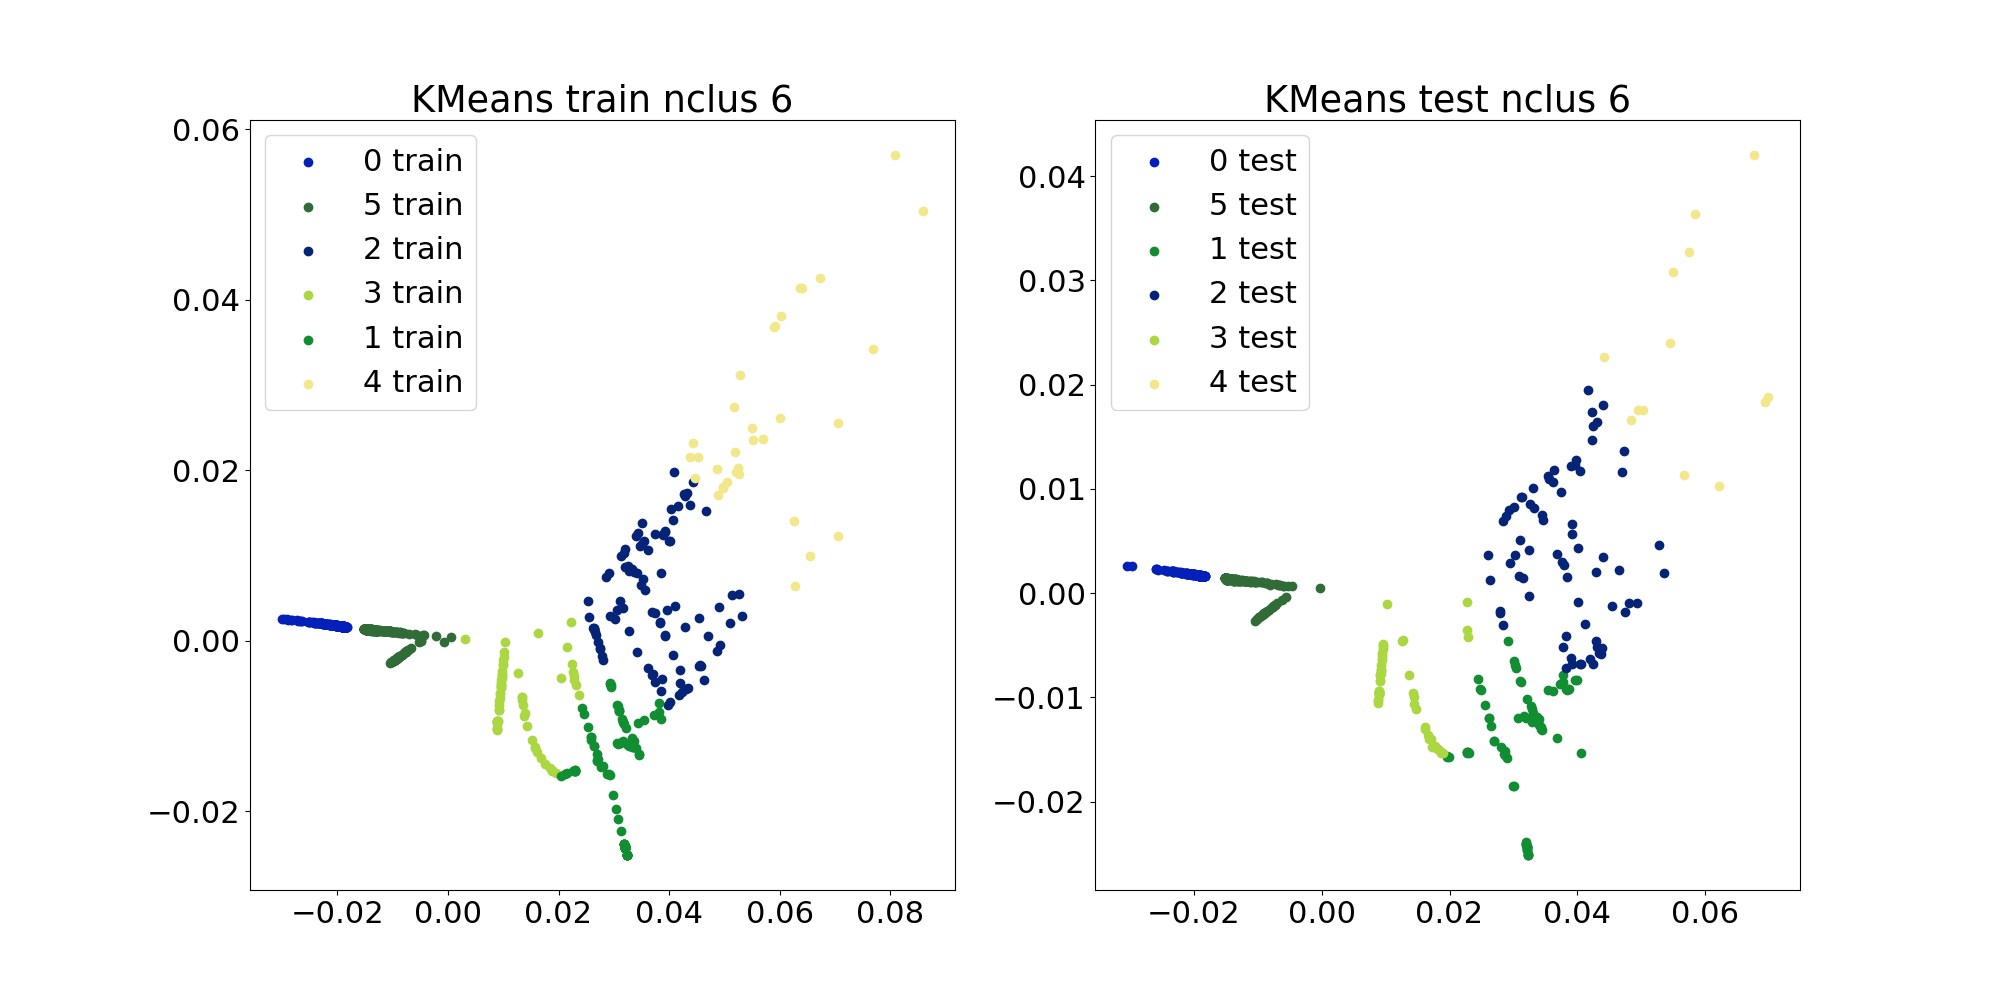 KMeans train nclus 6
0.06
0.04
0.02
0.00
−0.02
0 train
5 train
2 train
3 train
1 train
4 train
−0.02 0.00 0.02 0.04 0.06 0.08
KMeans test nclus 6
0.04
0.03
0.02
0.01
0.00
−0.01
−0.02
0 test
5 test
1 test
2 test
3 test
4 test
−0.02 0.00 0.02 0.04 0.06